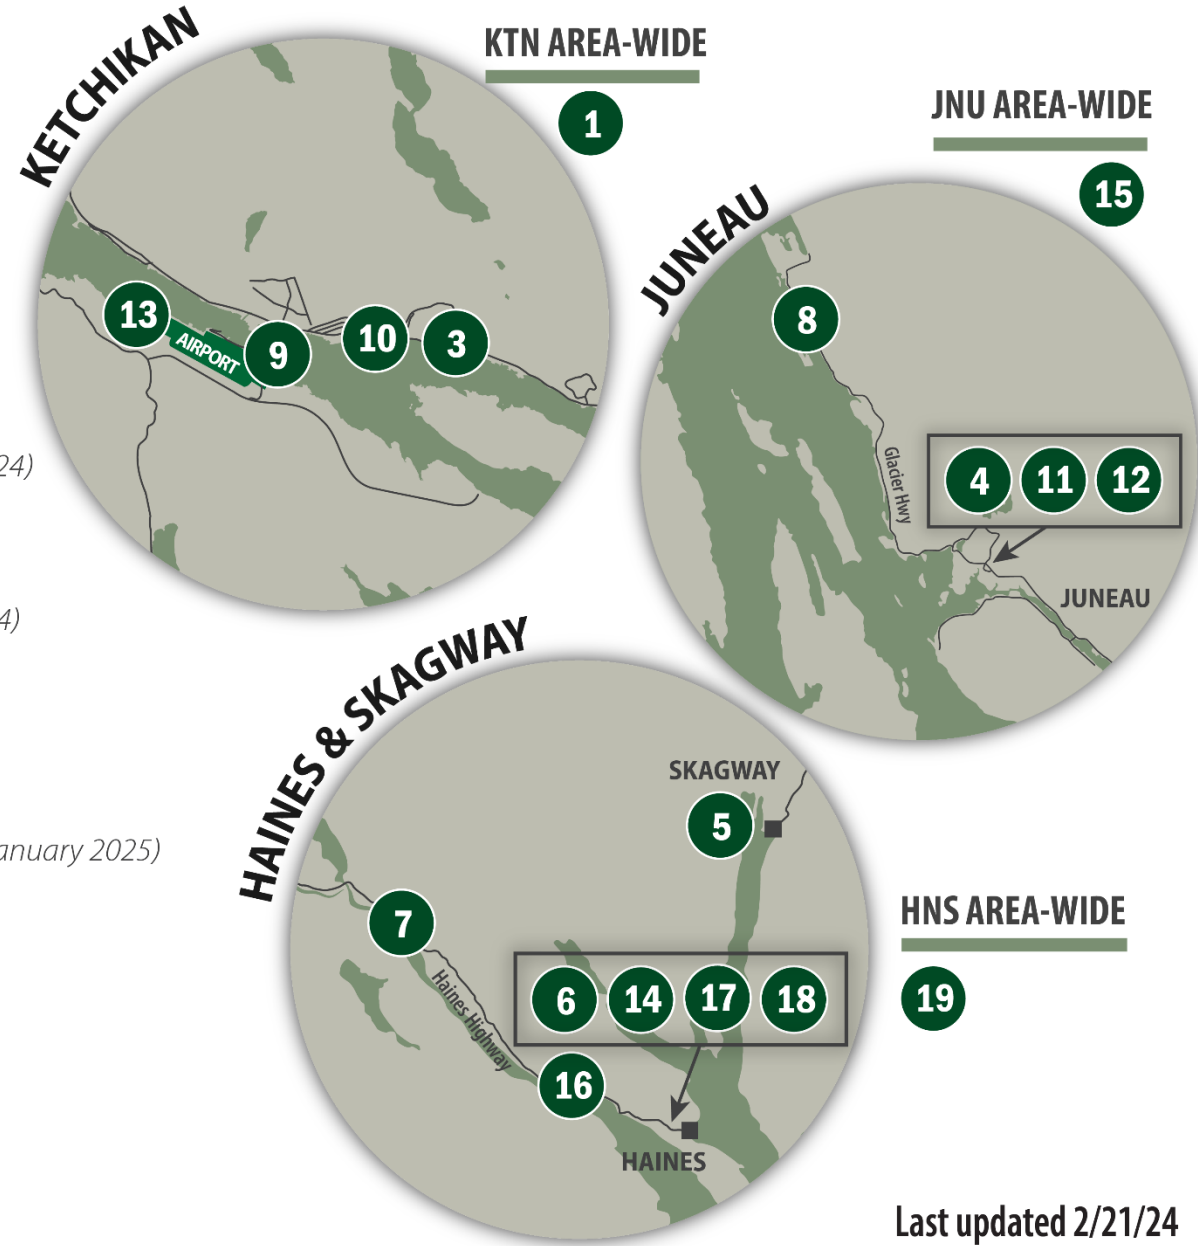 KETCHIKAN
KTN AREA-WIDE
1
13
AIRPORT
9
10
3
JNU AREA-WIDE
15
JUNEAU
8
Glacier Hwy
4 11 12
JUNEAU
24)
4)
anuary 2025)
HAINES & SKAGWAY
SKAGWAY
5
7
Haines Highway
6 14 17 18
16
HAINES
HNS AREA-WIDE
19
Last updated 2/21/24